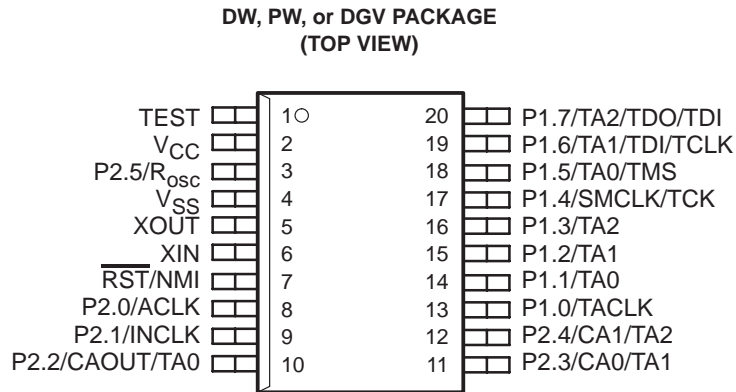 DW, PW, or DGV PACKAGE
(TOP VIEW)
TEST 1 20 P1.7/TA2/TDO/TDI
VCC 2 19 P1.6/TA1/TDI/TCLK
P2.5/Rosc 3 18 P1.5/TA0/TMS
VSS 4 17 P1.4/SMCLK/TCK
XOUT 5 16 P1.3/TA2
XIN 6 15 P1.2/TA1
RST/NMI 7 14 P1.1/TA0
P2.0/ACLK 8 13 P1.0/TACLK
P2.1/INCLK 9 12 P2.4/CA1/TA2
P2.2/CAOUT/TA0 10 11 P2.3/CA0/TA1